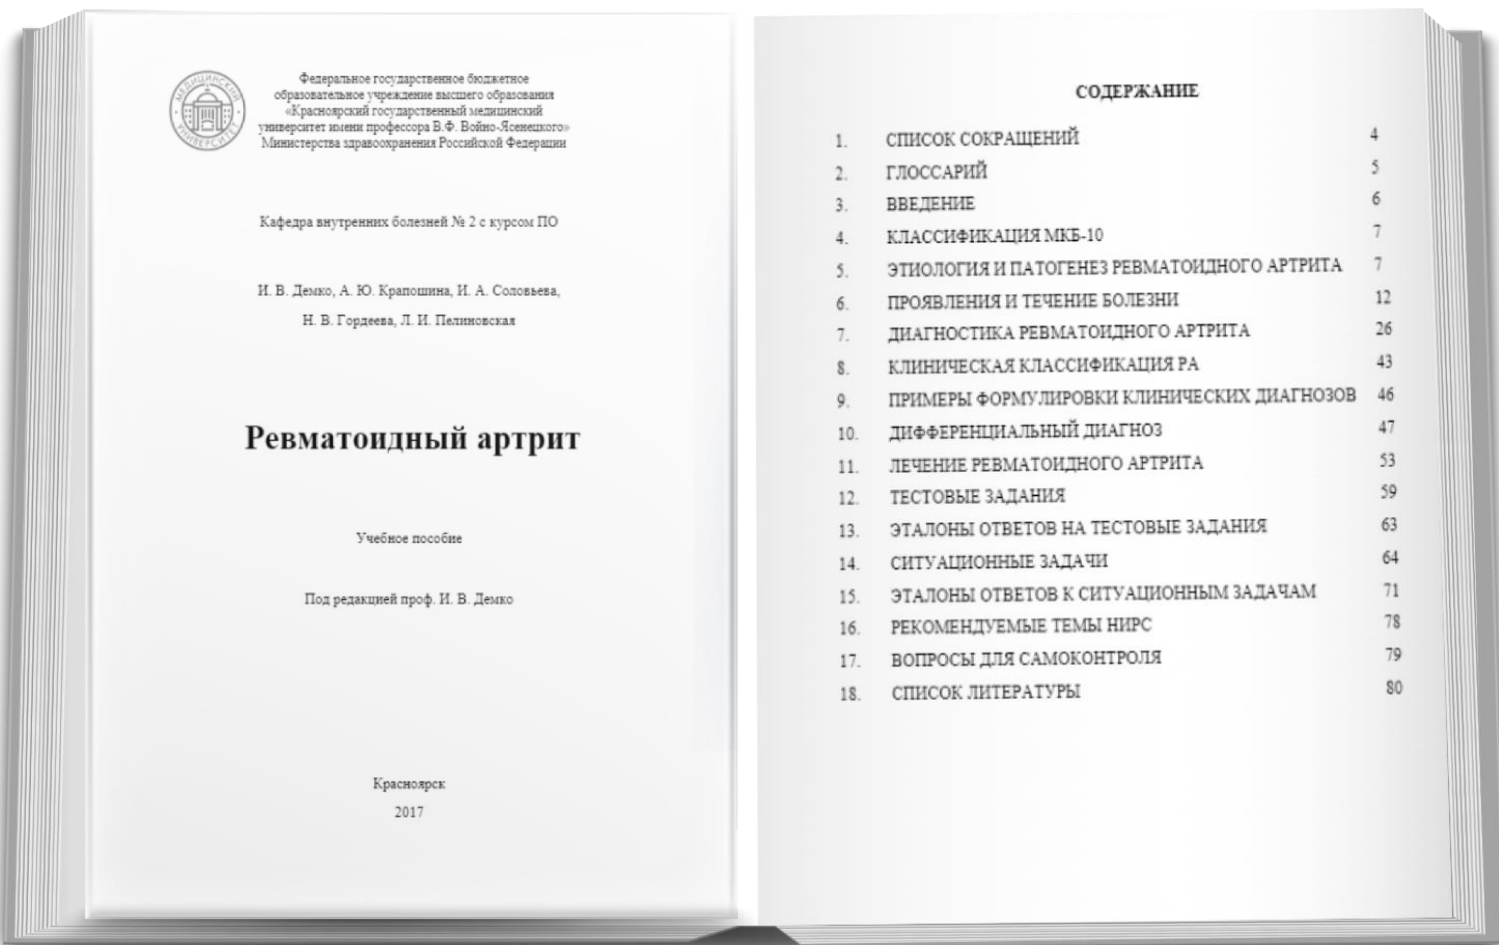 МЕДИЦИНСКИЙ
УНИВЕРСИТЕТ
Федеральное государственное бюджетное
образовательное учреждение высшего образования
«Красноярский государственный медицинский
университет имени профессора В.Ф. Войно-Ясенецкого»
Министерства здравоохранения Российской Федерации
Кафедра внутренних болезней № 2 с курсом ПО
И. В. Демко, А. Ю. Крапошина, И. А. Соловьева,
Н. В. Гордеева, Л. И. Пелиновская
Ревматоидный артрит
Учебное пособие
Под редакцией проф. И. В. Демко
Красноярск
2017
СОДЕРЖАНИЕ
1. СПИСОК СОКРАЩЕНИЙ 4
2. ГЛОССАРИЙ 5
3. ВВЕДЕНИЕ 6
4. КЛАССИФИКАЦИЯ МКБ-10 7
5. ЭТИОЛОГИЯ И ПАТОГЕНЕЗ РЕВМАТОИДНОГО АРТРИТА 7
6. ПРОЯВЛЕНИЯ И ТЕЧЕНИЕ БОЛЕЗНИ 12
7. ДИАГНОСТИКА РЕВМАТОИДНОГО АРТРИТА 26
8. КЛИНИЧЕСКАЯ КЛАССИФИКАЦИЯ РА 43
9. ПРИМЕРЫ ФОРМУЛИРОВКИ КЛИНИЧЕСКИХ ДИАГНОЗОВ 46
10. ДИФФЕРЕНЦИАЛЬНЫЙ ДИАГНОЗ 47
11. ЛЕЧЕНИЕ РЕВМАТОИДНОГО АРТРИТА 53
12. ТЕСТОВЫЕ ЗАДАНИЯ 59
13. ЭТАЛОНЫ ОТВЕТОВ НА ТЕСТОВЫЕ ЗАДАНИЯ 63
14. СИТУАЦИОННЫЕ ЗАДАЧИ 64
15. ЭТАЛОНЫ ОТВЕТОВ К СИТУАЦИОННЫМ ЗАДАЧАМ 71
16. РЕКОМЕНДУЕМЫЕ ТЕМЫ НИРС 78
17. ВОПРОСЫ ДЛЯ САМОКОНТРОЛЯ 79
18. СПИСОК ЛИТЕРАТУРЫ 80